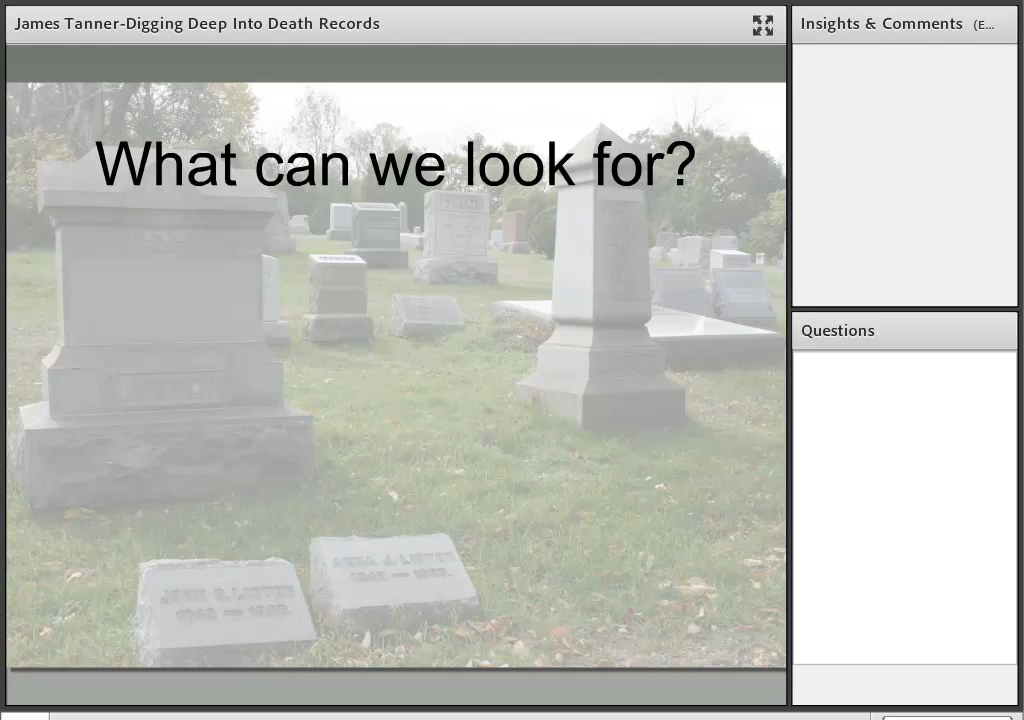 James Tanner-Digging Deep Into Death Records
Insights & Comments (E...
What can we look for?
Questions